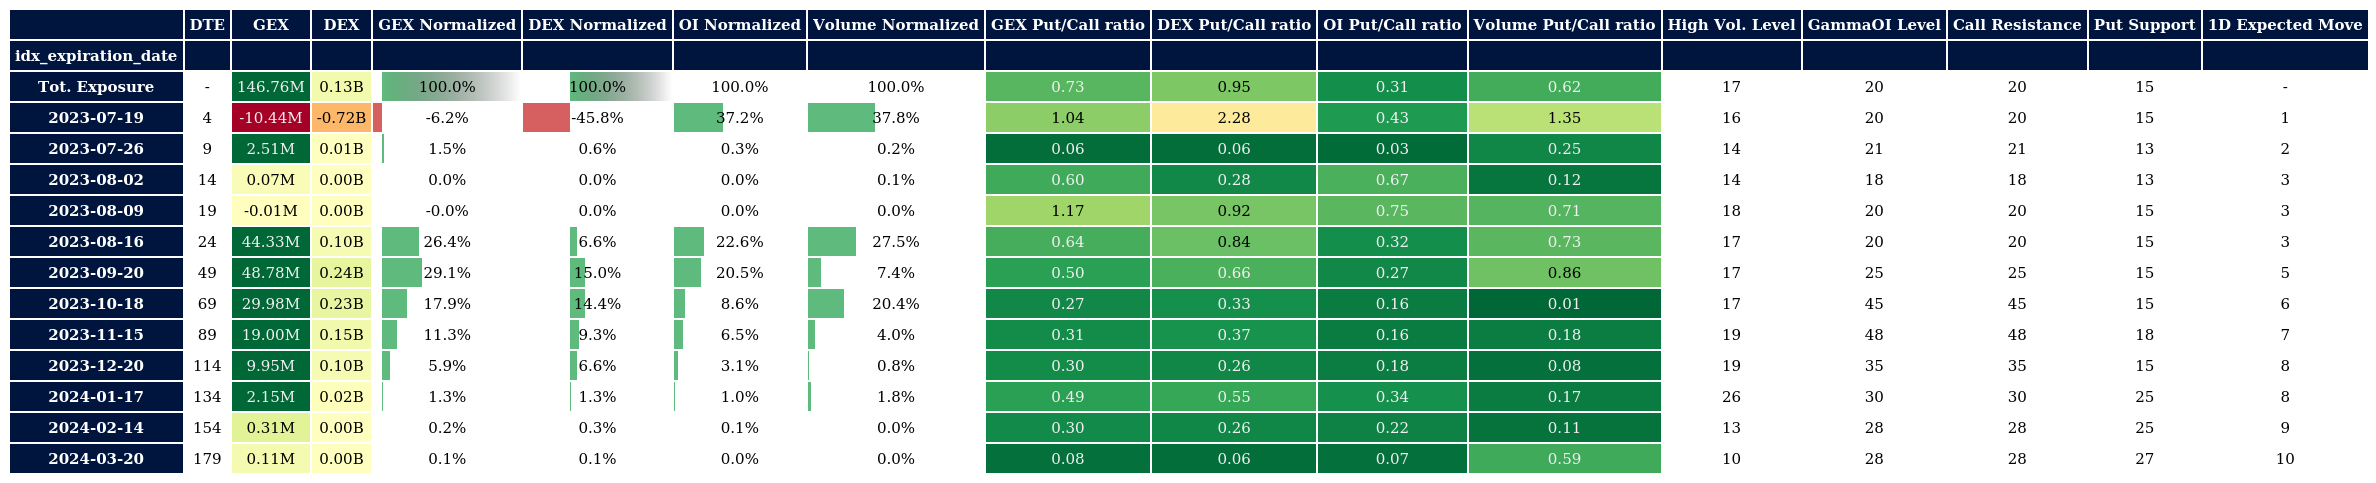 DTE GEX DEX GEX Normalized DEX Normalized OI Normalized Volume Normalized GEX Put/Call ratio DEX Put/Call ratio OI Put/Call ratio Volume Put/Call ratio High Vol. Level GammaOI Level Call Resistance Put Support 1D Expected Move
idx_expiration_date
Tot. Exposure - 146.76M 0.13B 100.0% 100.0% 100.0% 100.0% 0.73 0.95 0.31 0.62 17 20 20 15 -
2023-07-19 4 -10.44M -0.72B -6.2% -45.8% 37.2% 37.8% 1.04 2.28 0.43 1.35 16 20 20 15 1
2023-07-26 9 2.51M 0.01B 1.5% 0.6% 0.3% 0.2% 0.06 0.06 0.03 0.25 14 21 21 13 2
2023-08-02 14 0.07M 0.00B 0.0% 0.0% 0.0% 0.1% 0.60 0.28 0.67 0.12 14 18 18 13 3
2023-08-09 19 -0.01M 0.00B -0.0% 0.0% 0.0% 0.0% 1.17 0.92 0.75 0.71 18 20 20 15 3
2023-08-16 24 44.33M 0.10B 26.4% 6.6% 22.6% 27.5% 0.64 0.84 0.32 0.73 17 20 20 15 3
2023-09-20 49 48.78M 0.24B 29.1% 15.0% 20.5% 7.4% 0.50 0.66 0.27 0.86 17 25 25 15 5
2023-10-18 69 29.98M 0.23B 17.9% 14.4% 8.6% 20.4% 0.27 0.33 0.16 0.01 17 45 45 15 6
2023-11-15 89 19.00M 0.15B 11.3% 9.3% 6.5% 4.0% 0.31 0.37 0.16 0.18 19 48 48 18 7
2023-12-20 114 9.95M 0.10B 5.9% 6.6% 3.1% 0.8% 0.30 0.26 0.18 0.08 19 35 35 15 8
2024-01-17 134 2.15M 0.02B 1.3% 1.3% 1.0% 1.8% 0.49 0.55 0.34 0.17 26 30 30 25 8
2024-02-14 154 0.31M 0.00B 0.2% 0.3% 0.1% 0.0% 0.30 0.26 0.22 0.11 13 28 28 25 9
2024-03-20 179 0.11M 0.00B 0.1% 0.1% 0.0% 0.0% 0.08 0.06 0.07 0.59 10 28 28 27 10